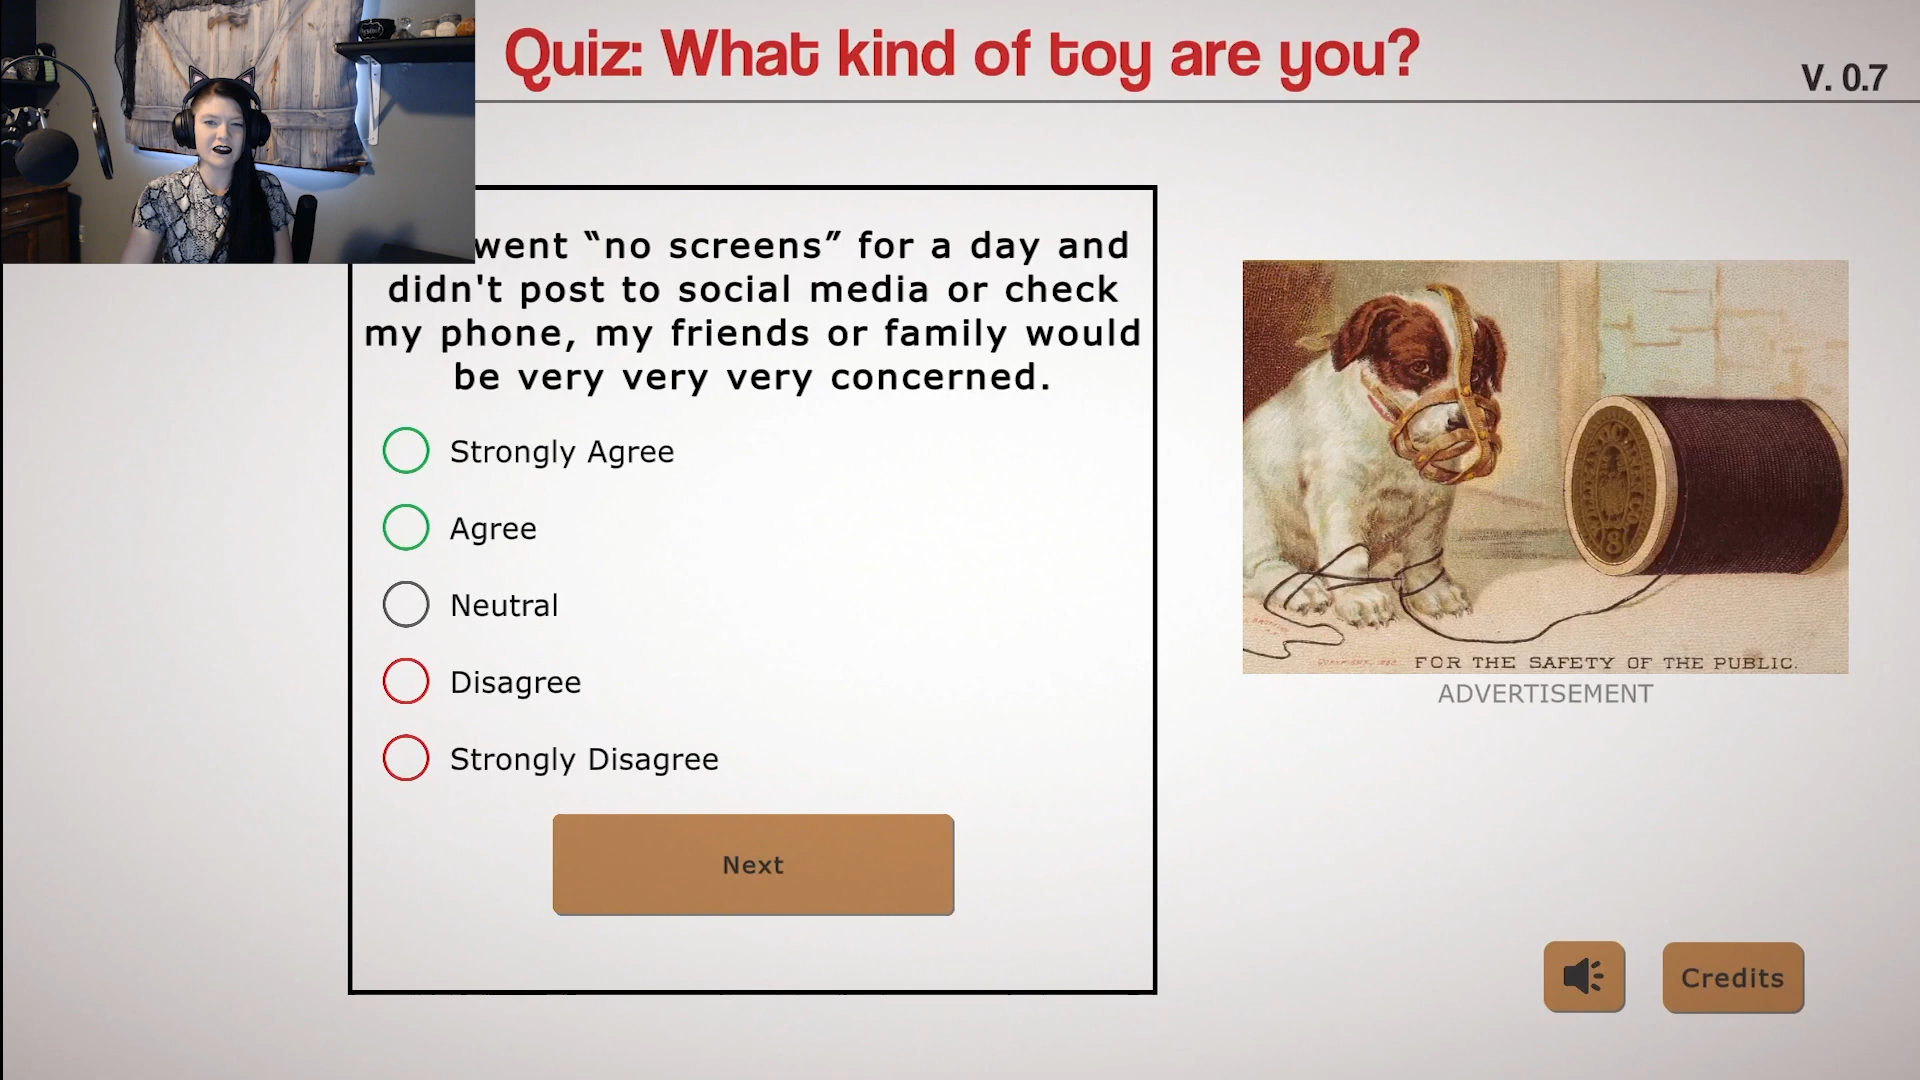 Quiz: What kind of toy are you?
V. 0.7
went “no screens” for a day and
didn't post to social media or check
my phone, my friends or family would
be very very very concerned.
Strongly Agree
Agree
Neutral
Disagree
Strongly Disagree
Next
8
FOR THE SAFETY OF THE PUBLIC.
ADVERTISEMENT
Credits